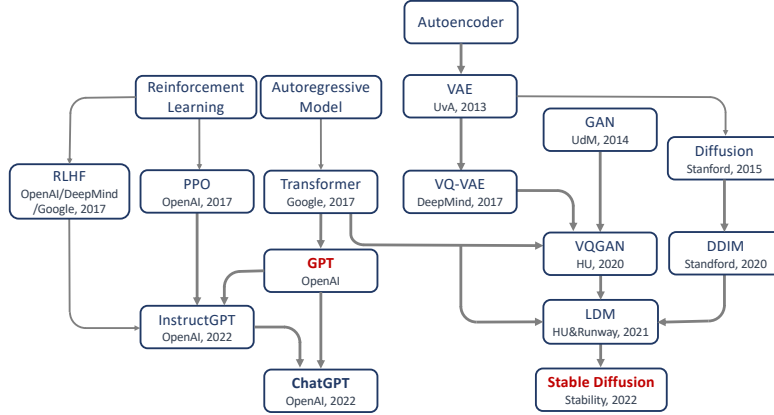 Autoencoder
Reinforcement
Learning
Autoregressive
Model
VAE
UvA, 2013
GAN
UdM, 2014
Diffusion
Stanford, 2015
RLHF
OpenAI/DeepMind
/Google, 2017
PPO
OpenAI, 2017
Transformer
Google, 2017
VQ-VAE
DeepMind, 2017
GPT
OpenAI
VQGAN
HU, 2020
DDIM
Standford, 2020
InstructGPT
OpenAI, 2022
LDM
HU&Runway, 2021
ChatGPT
OpenAI, 2022
Stable Diffusion
Stability, 2022